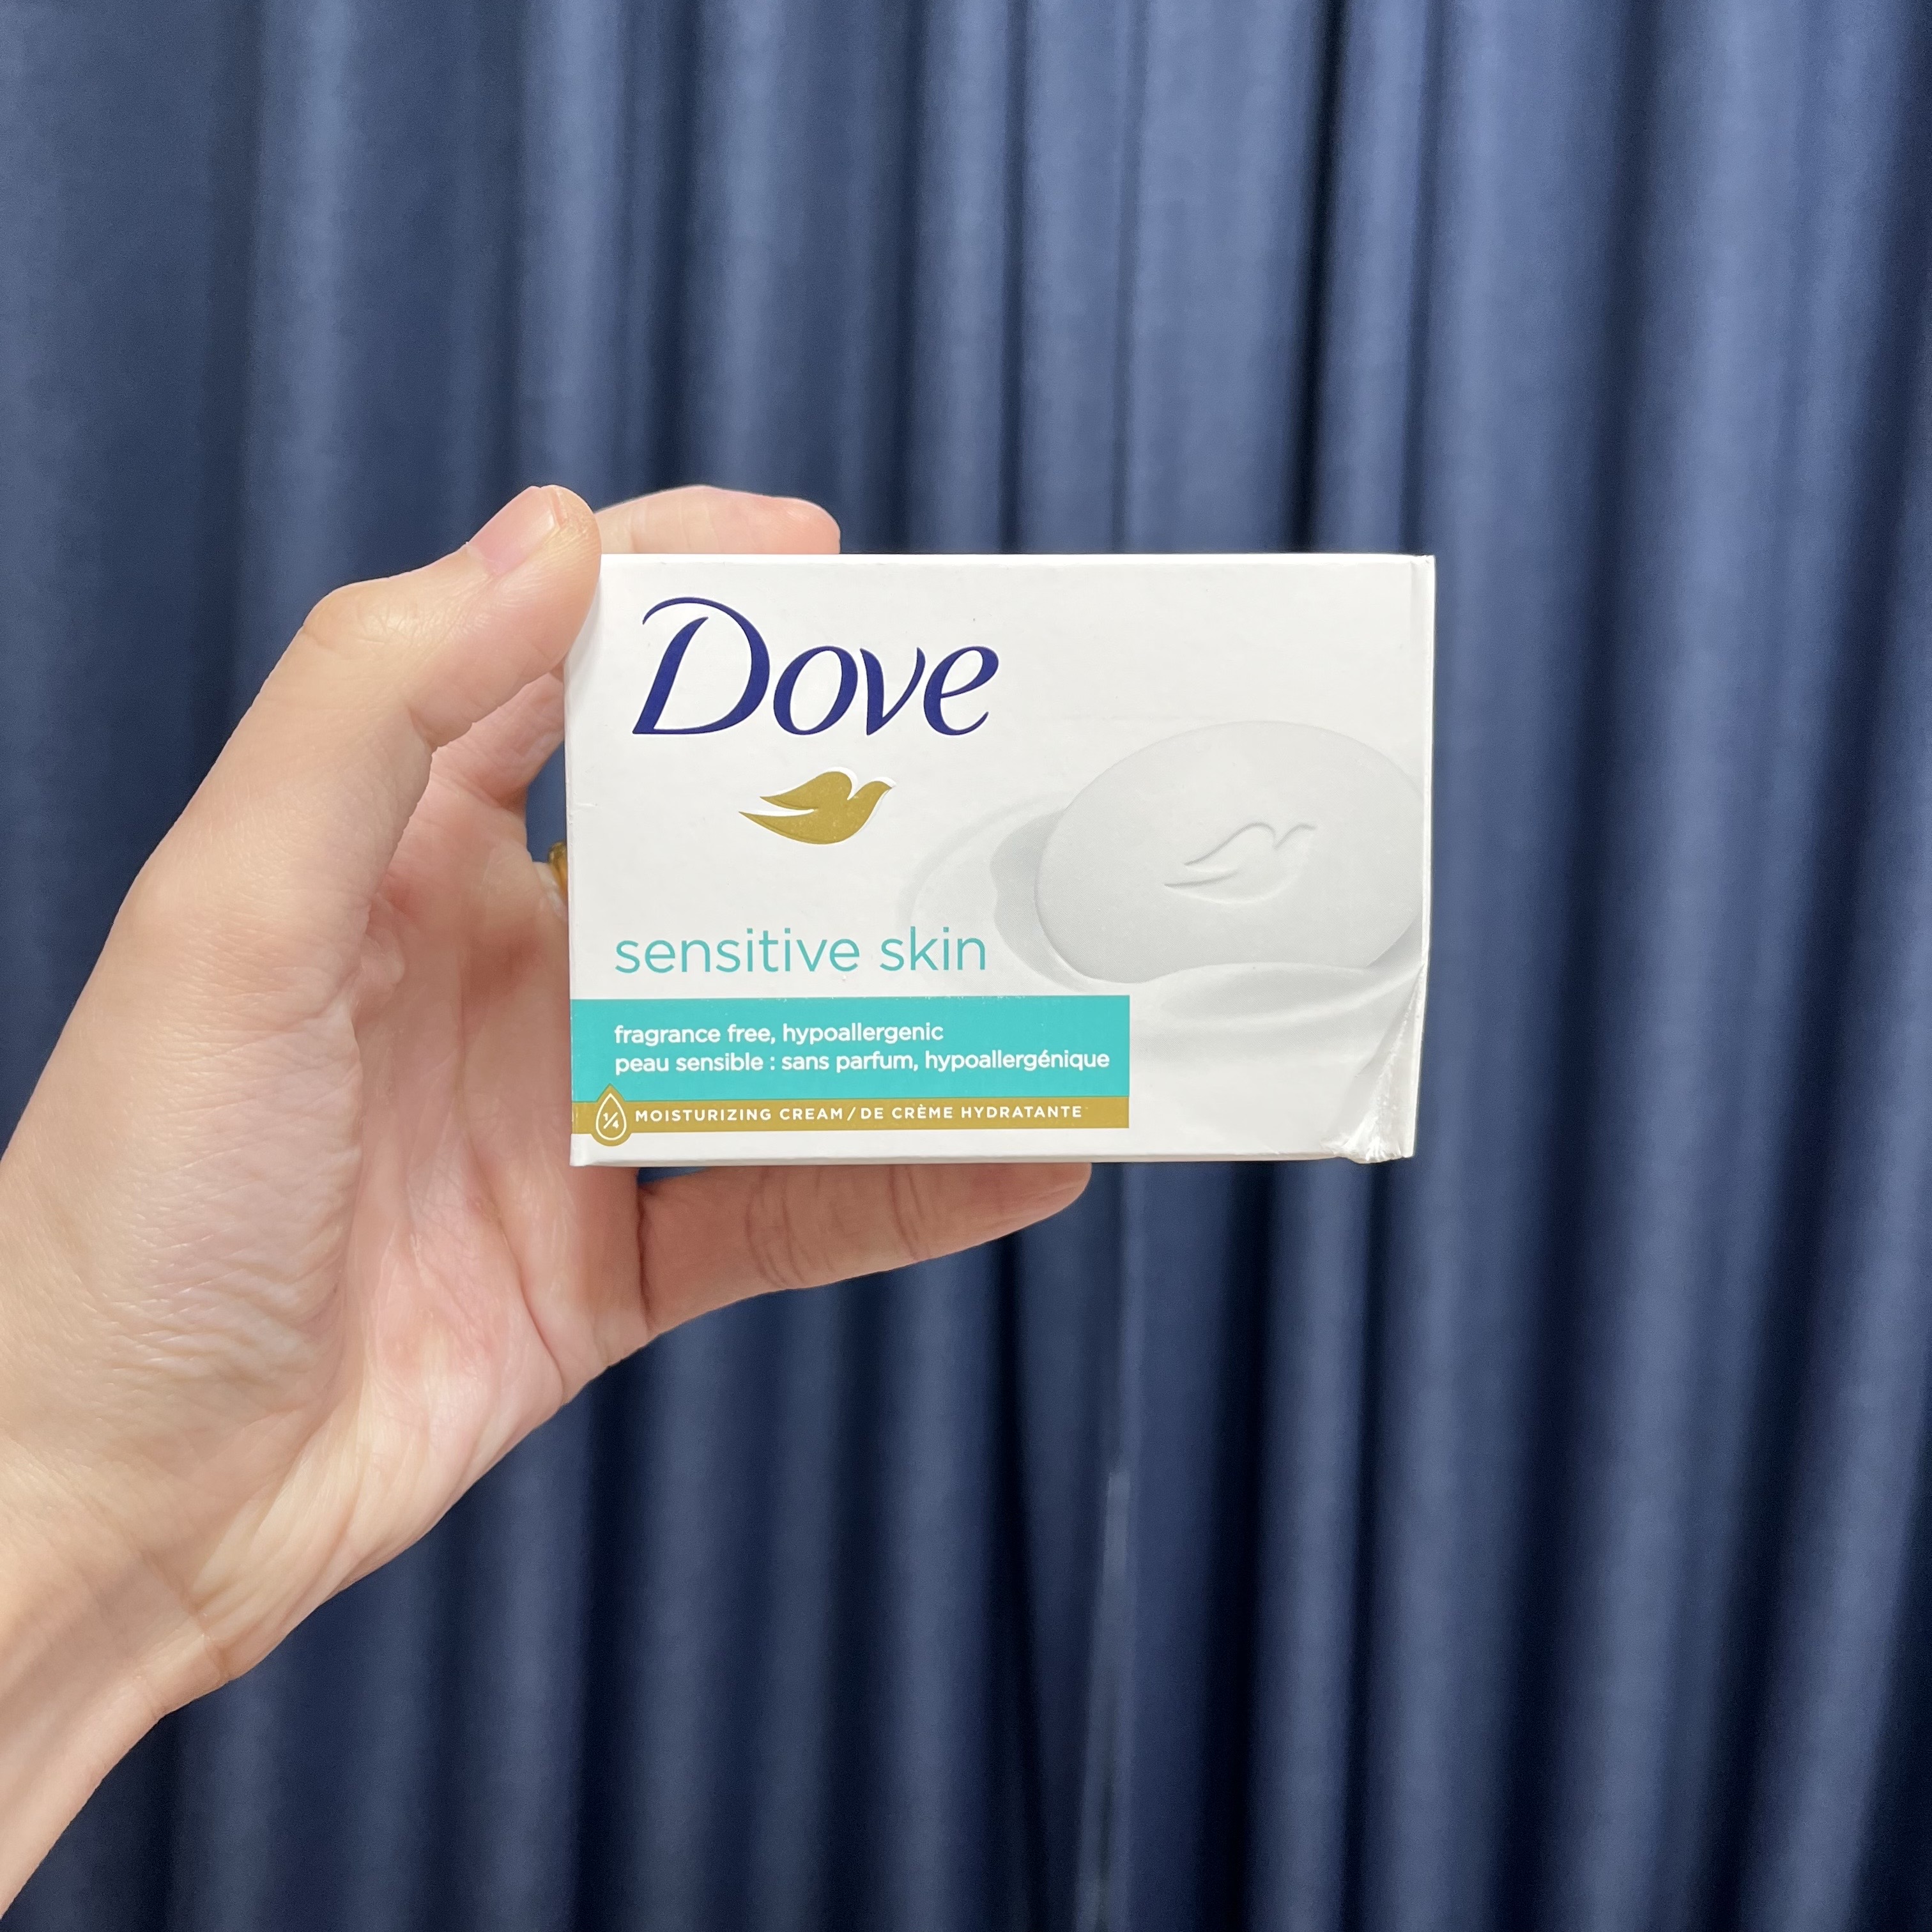 Dove
sensitive skin
fragrance free, hypoallergenic
peau sensible : sans parfum, hypoallergénique
1/4 MOISTURIZING CREAM / DE CRÈME HYDRATANTE